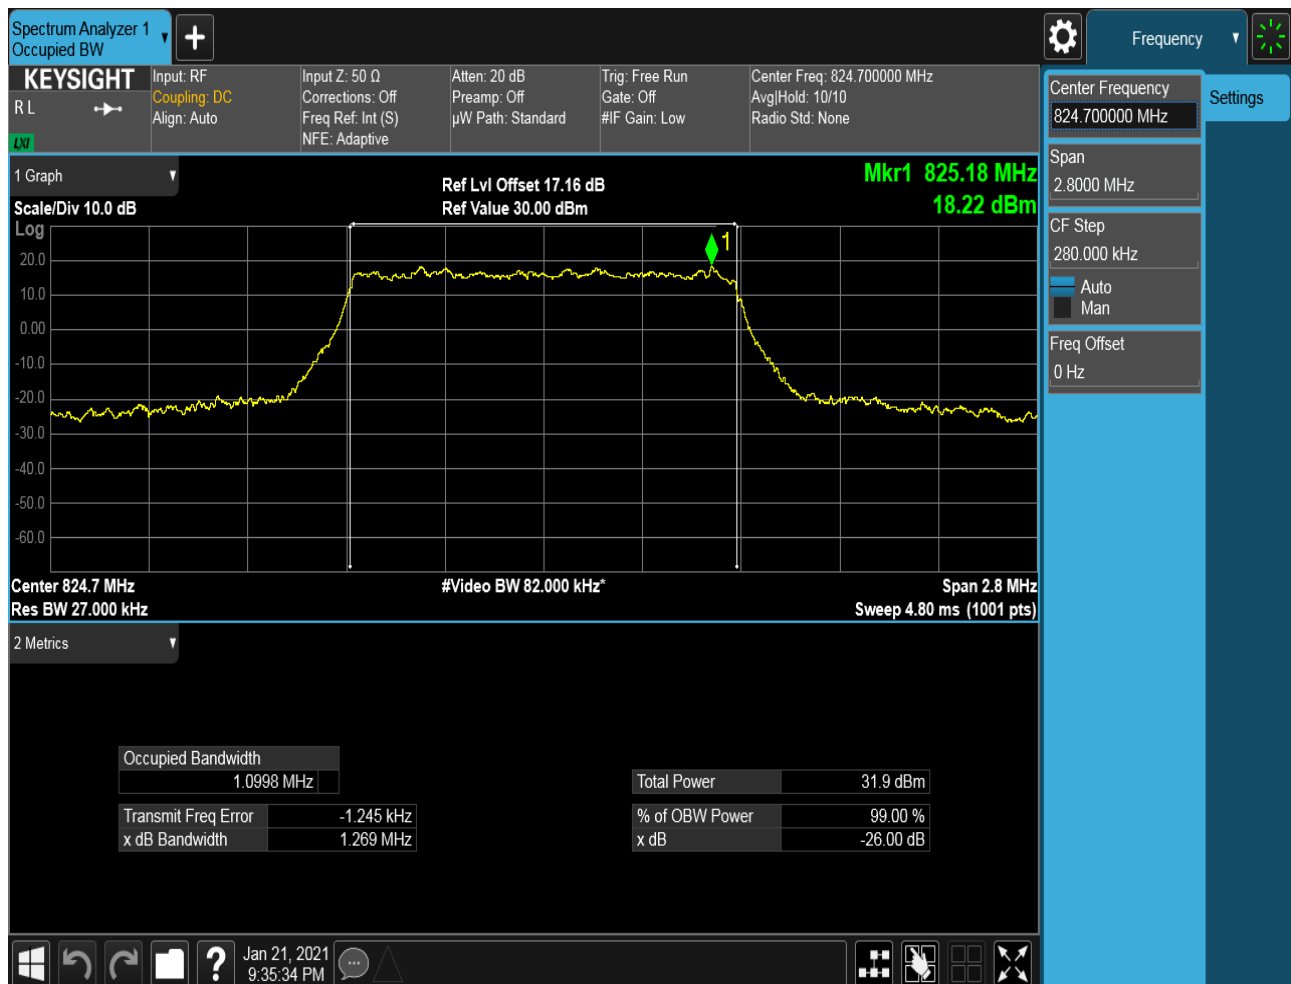 Spectrum Analyzer 1
Occupied BW
Frequency
KEYSIGHT
R L
LXI
Input: RF
Coupling: DC
Align: Auto
Input Z: 50 Ω
Corrections: Off
Freq Ref: Int (S)
NFE: Adaptive
Atten: 20 dB
Preamp: Off
µW Path: Standard
Trig: Free Run
Gate: Off
#IF Gain: Low
Center Freq: 824.700000 MHz
Avg|Hold: 10/10
Radio Std: None
Center Frequency
824.700000 MHz
Settings
Span
2.8000 MHz
CF Step
280.000 kHz
Auto
Man
Freq Offset
0 Hz
1 Graph
Scale/Div 10.0 dB
Ref Lvl Offset 17.16 dB
Ref Value 30.00 dBm
Mkr1 825.18 MHz
18.22 dBm
Log
1
20.0
10.0
0.00
-10.0
-20.0
-30.0
-40.0
-50.0
-60.0
Center 824.7 MHz
#Video BW 82.000 kHz*
Span 2.8 MHz
Res BW 27.000 kHz
Sweep 4.80 ms (1001 pts)
2 Metrics
Occupied Bandwidth
1.0998 MHz
Total Power 31.9 dBm
Transmit Freq Error -1.245 kHz
% of OBW Power 99.00 %
x dB Bandwidth 1.269 MHz
x dB -26.00 dB
?
Jan 21, 2021
9:35:34 PM